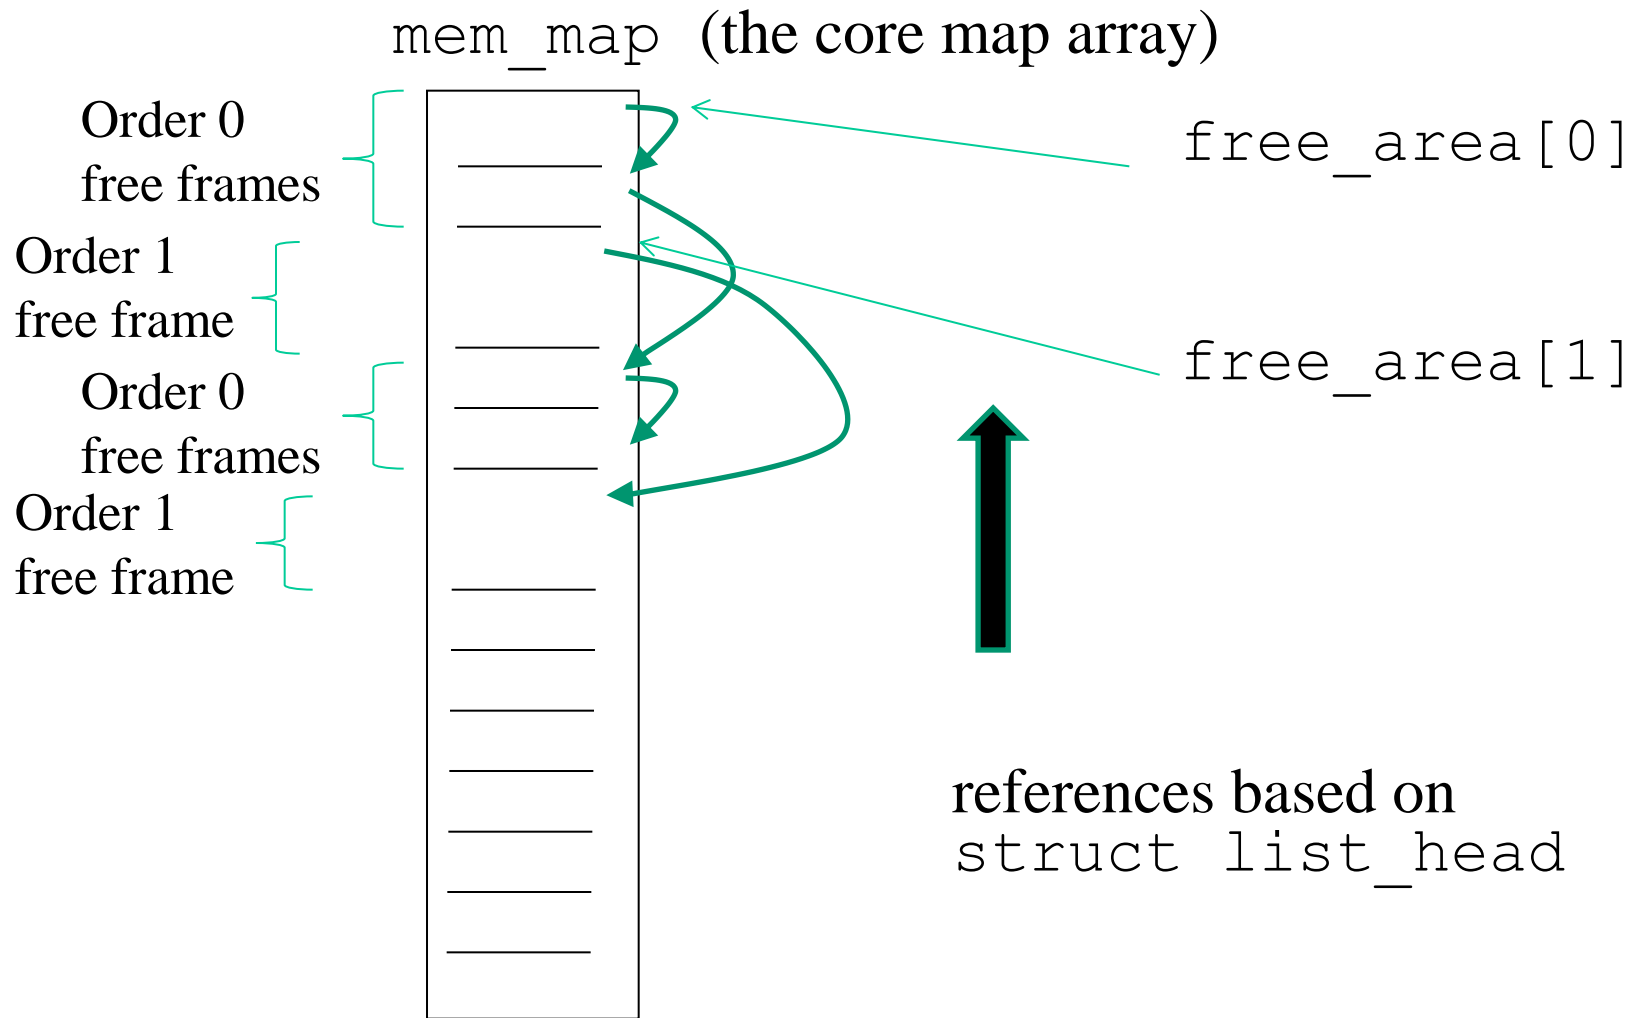 mem_map (the core map array)
Order 0
free frames
free_area[0]
Order 1
free frame
free_area[1]
Order 0
free frames
Order 1
free frame
references based on
struct list_head